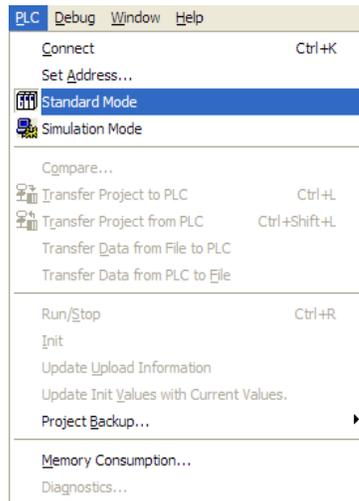 PLC Debug Window Help
Connect Ctrl+K
Set Address...
Standard Mode
Simulation Mode
Compare...
Transfer Project to PLC Ctrl+L
Transfer Project from PLC Ctrl+Shift+L
Transfer Data from File to PLC
Transfer Data from PLC to File
Run/Stop Ctrl+R
Init
Update Upload Information
Update Init Values with Current Values.
Project Backup...
Memory Consumption...
Diagnostics...